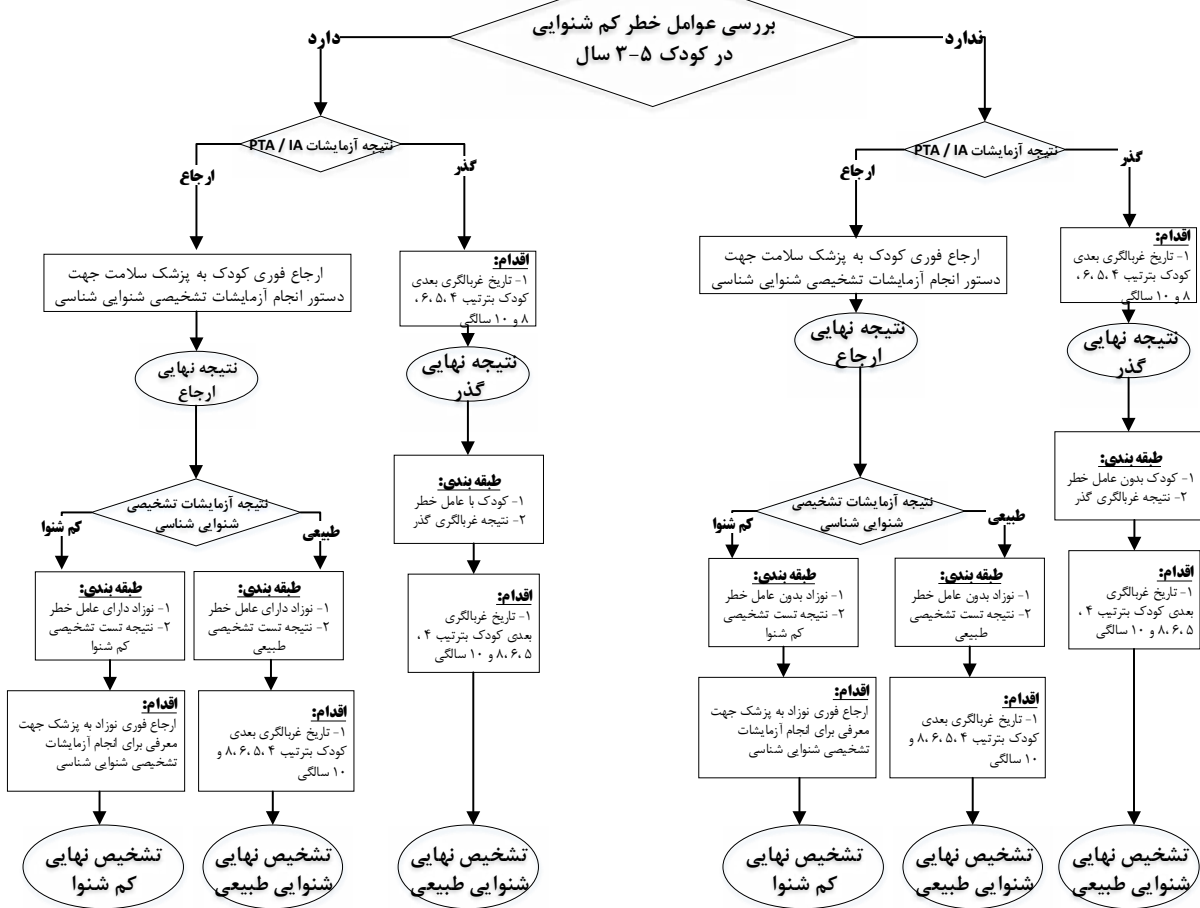 بررسی عوامل خطر کم شنوایی
در کودک ۵-۳ سال
ندارد
دارد
نتیجه آزمایشات PTA / IA
گذر
ارجاع
اقدام:
۱- تاریخ غربالگری بعدی
کودک بترتیب ۴ ،۵ ،۶ ،
۸ و ۱۰ سالگی
ارجاع فوری کودک به پزشک سلامت جهت
دستور انجام آزمایشات تشخیصی شنوایی شناسی
نتیجه نهایی
گذر
نتیجه نهایی
ارجاع
طبقه بندی:
۱- کودک بدون عامل خطر
۲- نتیجه غربالگری گذر
نتیجه آزمایشات تشخیصی
شنوایی شناسی
طبیعی
کم شنوا
اقدام:
۱- تاریخ غربالگری
بعدی کودک بترتیب ۴ ،
۵ ،۶ ،۸ و ۱۰ سالگی
طبقه بندی:
۱- نوزاد بدون عامل خطر
۲- نتیجه تست تشخیصی
طبیعی
طبقه بندی:
۱- نوزاد بدون عامل خطر
۲- نتیجه تست تشخیصی
کم شنوا
اقدام:
۱- تاریخ غربالگری بعدی
کودک بترتیب ۴ ،۵ ،۶ ،۸ و
۱۰ سالگی
اقدام:
ارجاع فوری نوزاد به پزشک جهت
معرفی برای انجام آزمایشات
تشخیصی شنوایی شناسی
تشخیص نهایی
شنوایی طبیعی
تشخیص نهایی
شنوایی طبیعی
تشخیص نهایی
کم شنوا
نتیجه آزمایشات PTA / IA
گذر
ارجاع
اقدام:
۱- تاریخ غربالگری بعدی
کودک بترتیب ۴ ،۵ ،۶ ،
۸ و ۱۰ سالگی
ارجاع فوری کودک به پزشک سلامت جهت
دستور انجام آزمایشات تشخیصی شنوایی شناسی
نتیجه نهایی
گذر
نتیجه نهایی
ارجاع
طبقه بندی:
۱- کودک با عامل خطر
۲- نتیجه غربالگری گذر
نتیجه آزمایشات تشخیصی
شنوایی شناسی
طبیعی
کم شنوا
اقدام:
۱- تاریخ غربالگری
بعدی کودک بترتیب ۴ ،
۵ ،۶ ،۸ و ۱۰ سالگی
طبقه بندی:
۱- نوزاد دارای عامل خطر
۲- نتیجه تست تشخیصی
طبیعی
طبقه بندی:
۱- نوزاد دارای عامل خطر
۲- نتیجه تست تشخیصی
کم شنوا
اقدام:
۱- تاریخ غربالگری بعدی
کودک بترتیب ۴ ،۵ ،۶ ،۸ و
۱۰ سالگی
اقدام:
ارجاع فوری نوزاد به پزشک جهت
معرفی برای انجام آزمایشات
تشخیصی شنوایی شناسی
تشخیص نهایی
شنوایی طبیعی
تشخیص نهایی
شنوایی طبیعی
تشخیص نهایی
کم شنوا